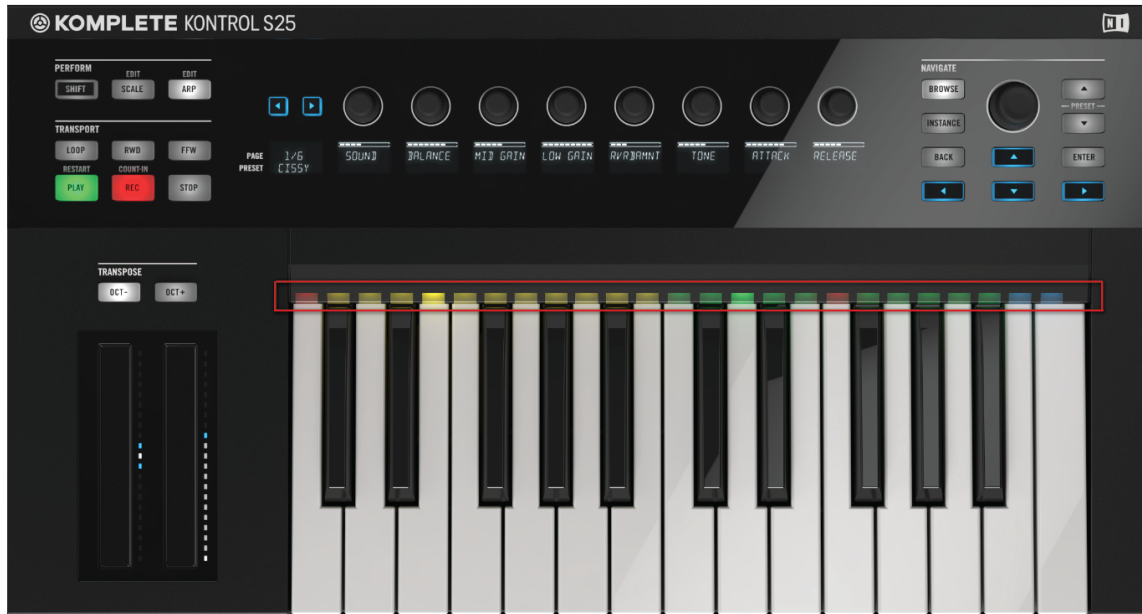 KOMPLETE KONTROL S25
NI
PERFORM
EDIT EDIT
SHIFT SCALE ARP
TRANSPORT
LOOP RWD FFW
RESTART COUNT-IN
PLAY REC STOP
PAGE 1/6
PRESET CISSY
SOUND BALANCE MID GAIN LOW GAIN RVRBAMNT TONE ATTACK RELEASE
NAVIGATE
BROWSE
PRESET
INSTANCE
BACK ENTER
TRANSPOSE
OCT- OCT+